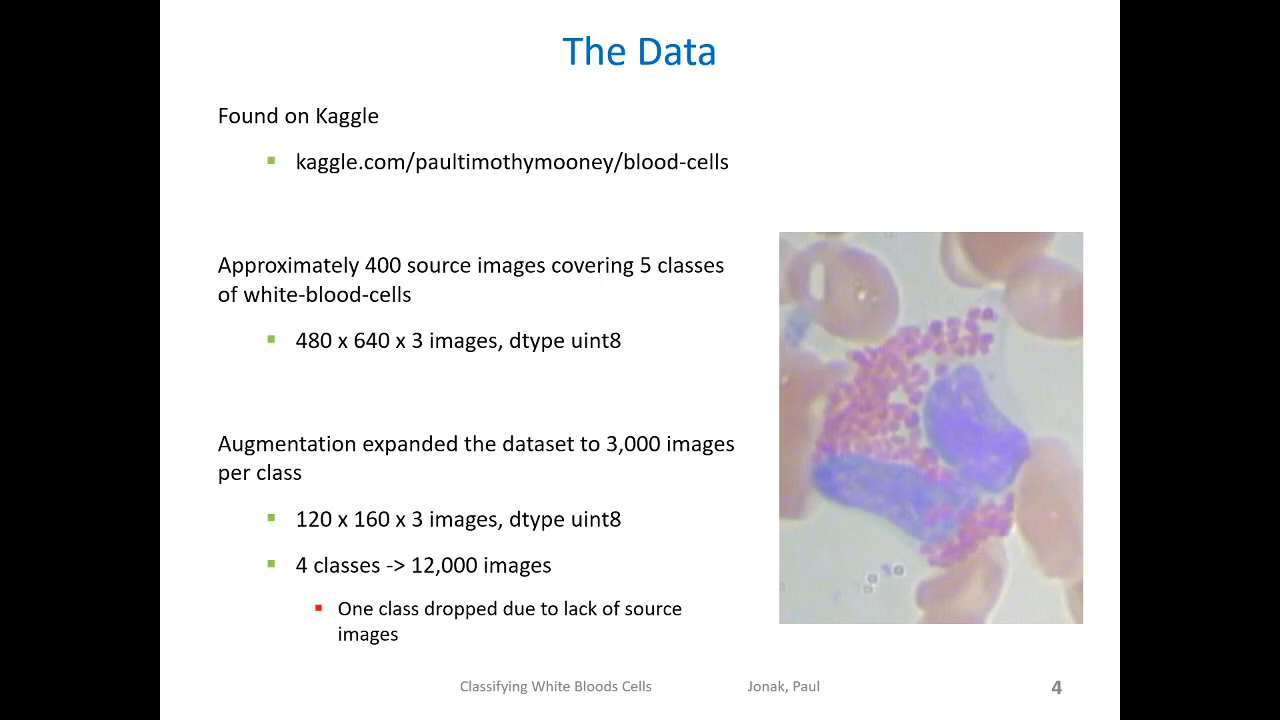 The Data
Found on Kaggle
kaggle.com/paultimothymooney/blood-cells
Approximately 400 source images covering 5 classes
of white-blood-cells
480 x 640 x 3 images, dtype uint8
Augmentation expanded the dataset to 3,000 images
per class
120 x 160 x 3 images, dtype uint8
4 classes -> 12,000 images
One class dropped due to lack of source
images
Classifying White Bloods Cells
Jonak, Paul
4